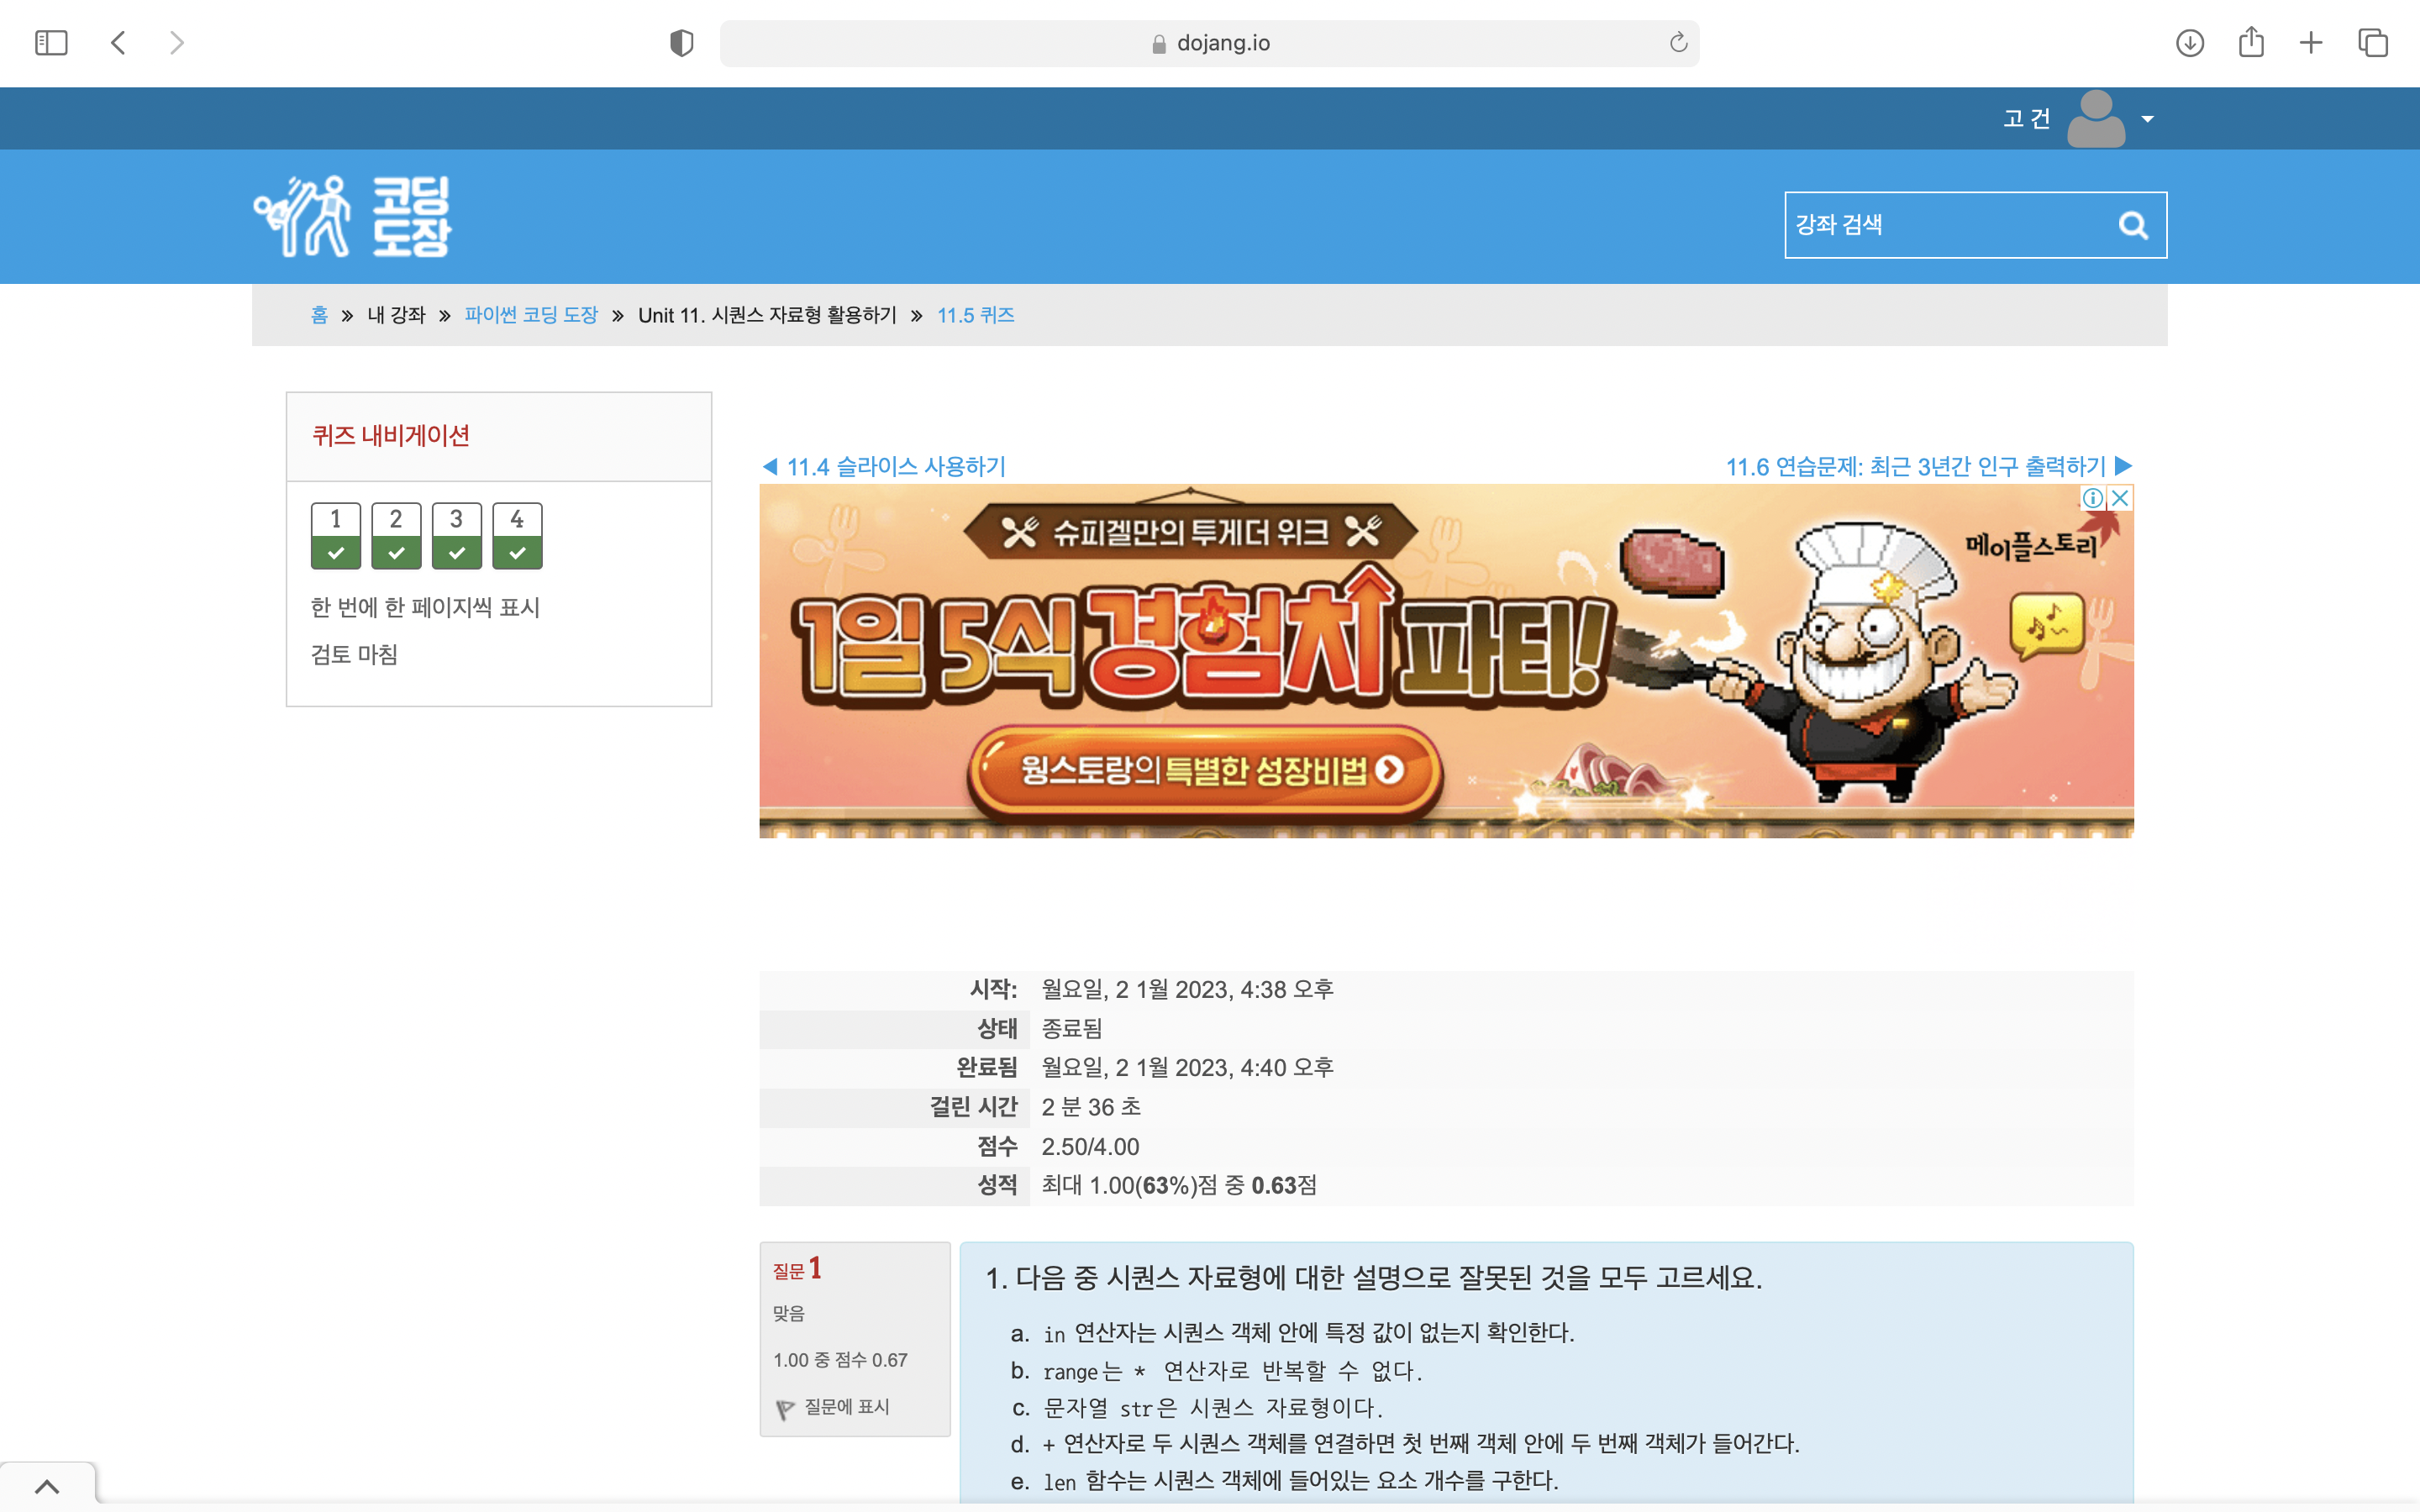 dojang.io
고 건
코딩
도장
강좌 검색
홈 » 내 강좌 » 파이썬 코딩 도장 » Unit 11. 시퀀스 자료형 활용하기 » 11.5 퀴즈
퀴즈 내비게이션
1 2 3 4
한 번에 한 페이지씩 표시
검토 마침
◀ 11.4 슬라이스 사용하기
11.6 연습문제: 최근 3년간 인구 출력하기 ▶
슈피겔만의 투게더 위크
메이플스토리
1일 5식 경험치 파티!
웡스토랑의 특별한 성장비법
시작: 월요일, 2 1월 2023, 4:38 오후
상태 종료됨
완료됨 월요일, 2 1월 2023, 4:40 오후
걸린 시간 2 분 36 초
점수 2.50/4.00
성적 최대 1.00(63%)점 중 0.63점
질문 1
맞음
1.00 중 점수 0.67
질문에 표시
1. 다음 중 시퀀스 자료형에 대한 설명으로 잘못된 것을 모두 고르세요.
a. in 연산자는 시퀀스 객체 안에 특정 값이 없는지 확인한다.
b. range는 * 연산자로 반복할 수 없다.
c. 문자열 str은 시퀀스 자료형이다.
d. + 연산자로 두 시퀀스 객체를 연결하면 첫 번째 객체 안에 두 번째 객체가 들어간다.
e. len 함수는 시퀀스 객체에 들어있는 요소 개수를 구한다.